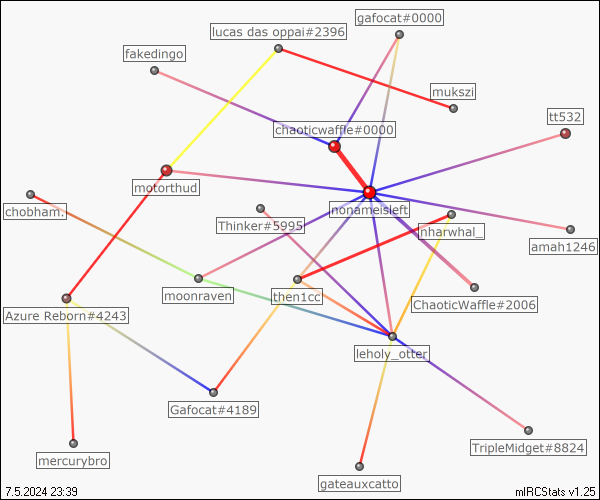 gafocat#0000
lucas das oppai#2396
fakedingo
mukszi
tt532
chaoticwaffle#0000
motorthud
chobham.
nonameisleft
Thinker#5995
nharwhal_
amah1246
moonraven
then1cc
ChaoticWaffle#2006
Azure Reborn#4243
leholy_otter
Gafocat#4189
TripleMidget#8824
mercurybro
gateauxcatto
7.5.2024 23:39
mIRCStats v1.25